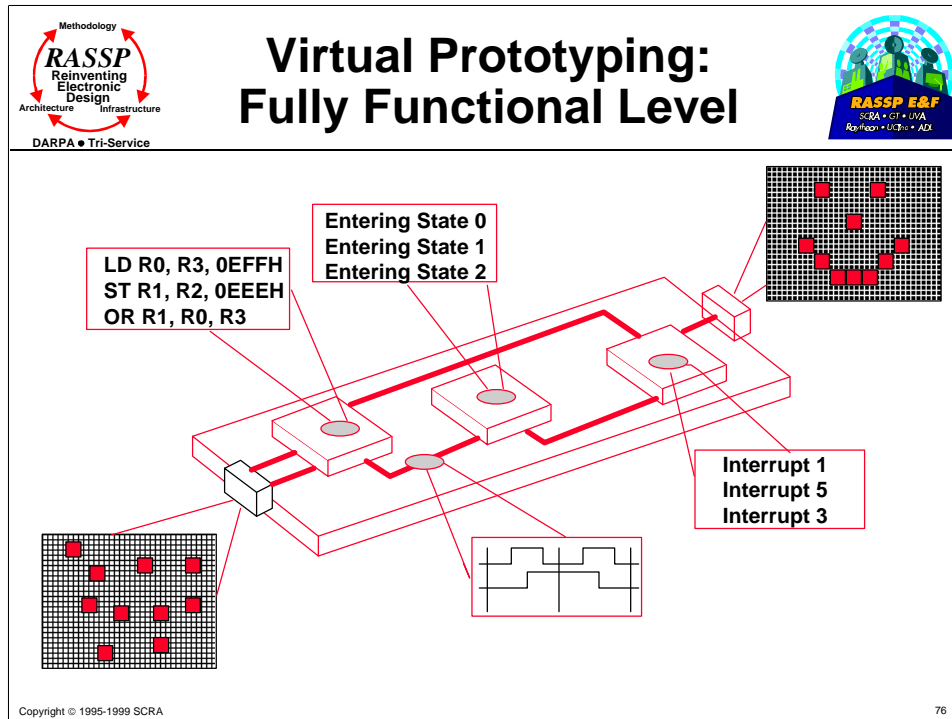 Methodology
RASSP
Reinventing
Electronic
Design
Architecture Infrastructure
DARPA ● Tri-Service
Virtual Prototyping:
Fully Functional Level
RASSP E&F
SCRA • GT • UVA
Raytheon • UCinc • ADL
Entering State 0
Entering State 1
Entering State 2
LD R0, R3, 0EFFH
ST R1, R2, 0EEEH
OR R1, R0, R3
Interrupt 1
Interrupt 5
Interrupt 3
Copyright © 1995-1999 SCRA
76